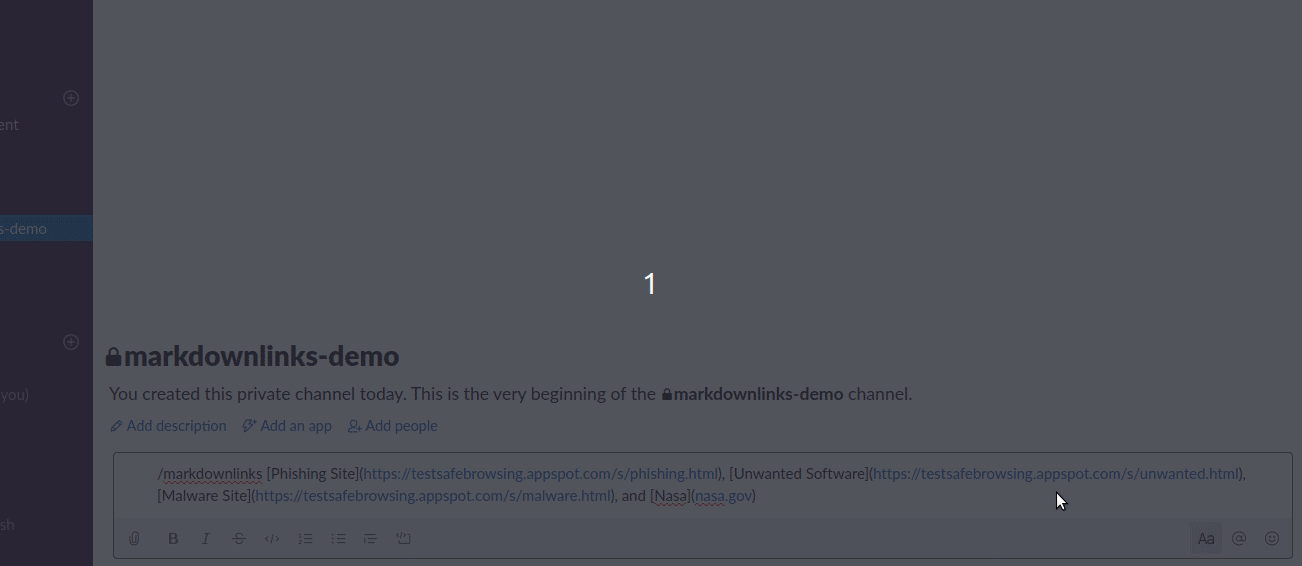 ent
s-demo
1
markdownlinks-demo
you)
You created this private channel today. This is the very beginning of the markdownlinks-demo channel.
Add description Add an app Add people
/markdownlinks [Phishing Site](https://testsafebrowsing.appspot.com/s/phishing.html), [Unwanted Software](https://testsafebrowsing.appspot.com/s/unwanted.html),
[Malware Site](https://testsafebrowsing.appspot.com/s/malware.html), and [Nasa](nasa.gov)
sh
B I S </> Aa @